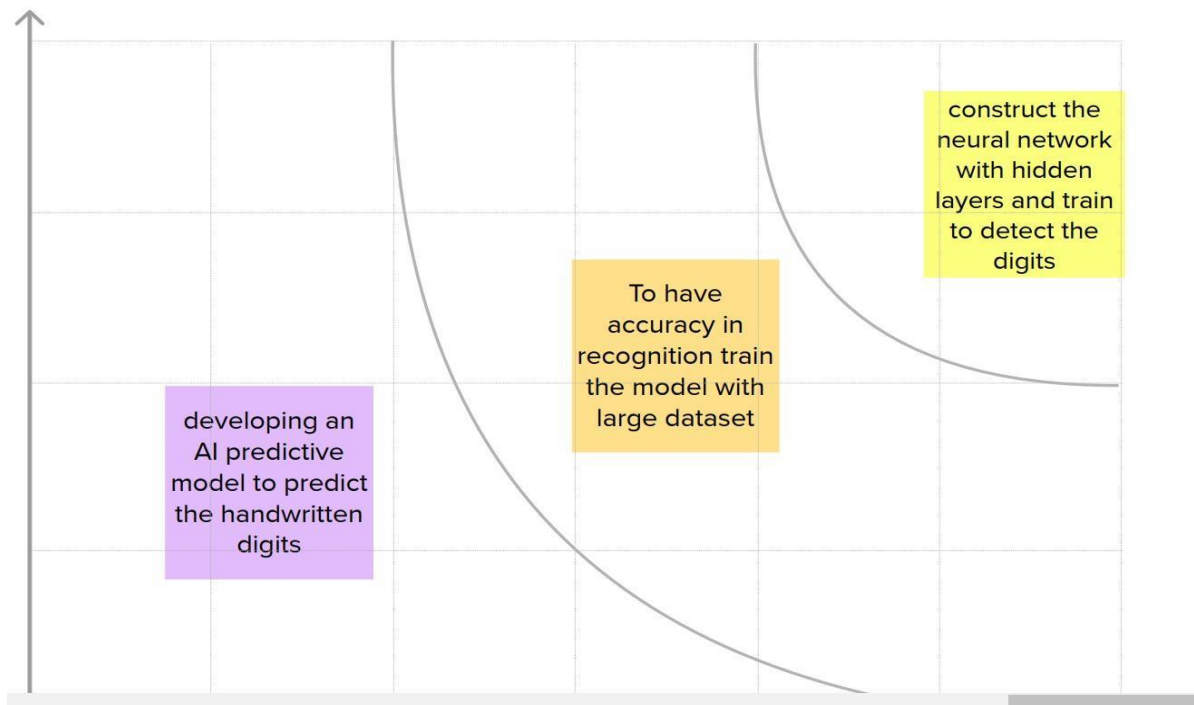 construct the
neural network
with hidden
layers and train
to detect the
digits
To have
accuracy in
recognition train
the model with
large dataset
developing an
AI predictive
model to predict
the handwritten
digits